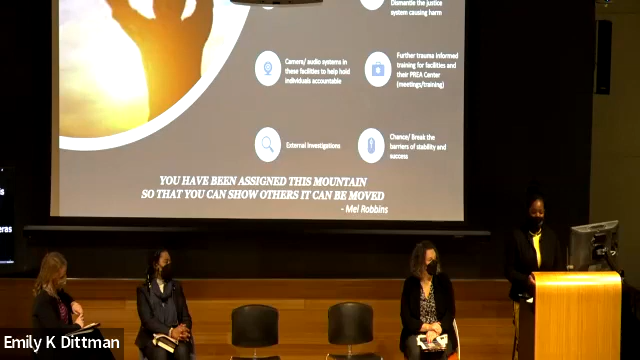 Dismantle the justice
system causing harm
Camera/ audio systems in
these facilities to help hold
individuals accountable
Further trauma informed
training for facilities and
their PREA Center
(meetings/training)
External Investigations
Chance/ Break the
barriers of stability and
success
YOU HAVE BEEN ASSIGNED THIS MOUNTAIN
SO THAT YOU CAN SHOW OTHERS IT CAN BE MOVED
- Mel Robbins
eras
Emily K Dittman